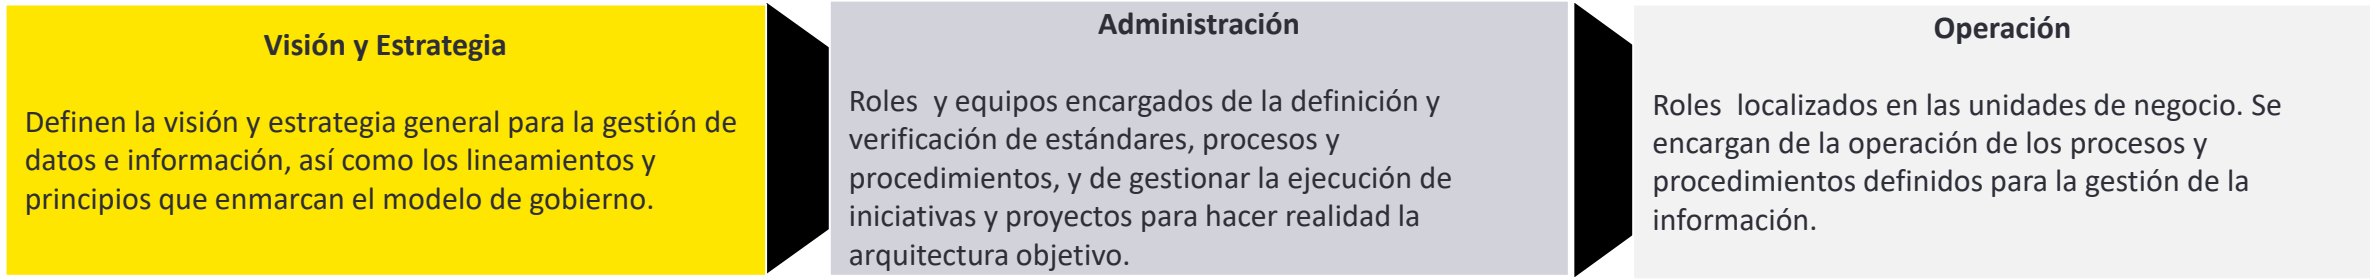 Visión y Estrategia
Definen la visión y estrategia general para la gestión de
datos e información, así como los lineamientos y
principios que enmarcan el modelo de gobierno.
Administración
Roles  y equipos encargados de la definición y
verificación de estándares, procesos y
procedimientos, y de gestionar la ejecución de
iniciativas y proyectos para hacer realidad la
arquitectura objetivo.
Operación
Roles  localizados en las unidades de negocio. Se
encargan de la operación de los procesos y
procedimientos definidos para la gestión de la
información.